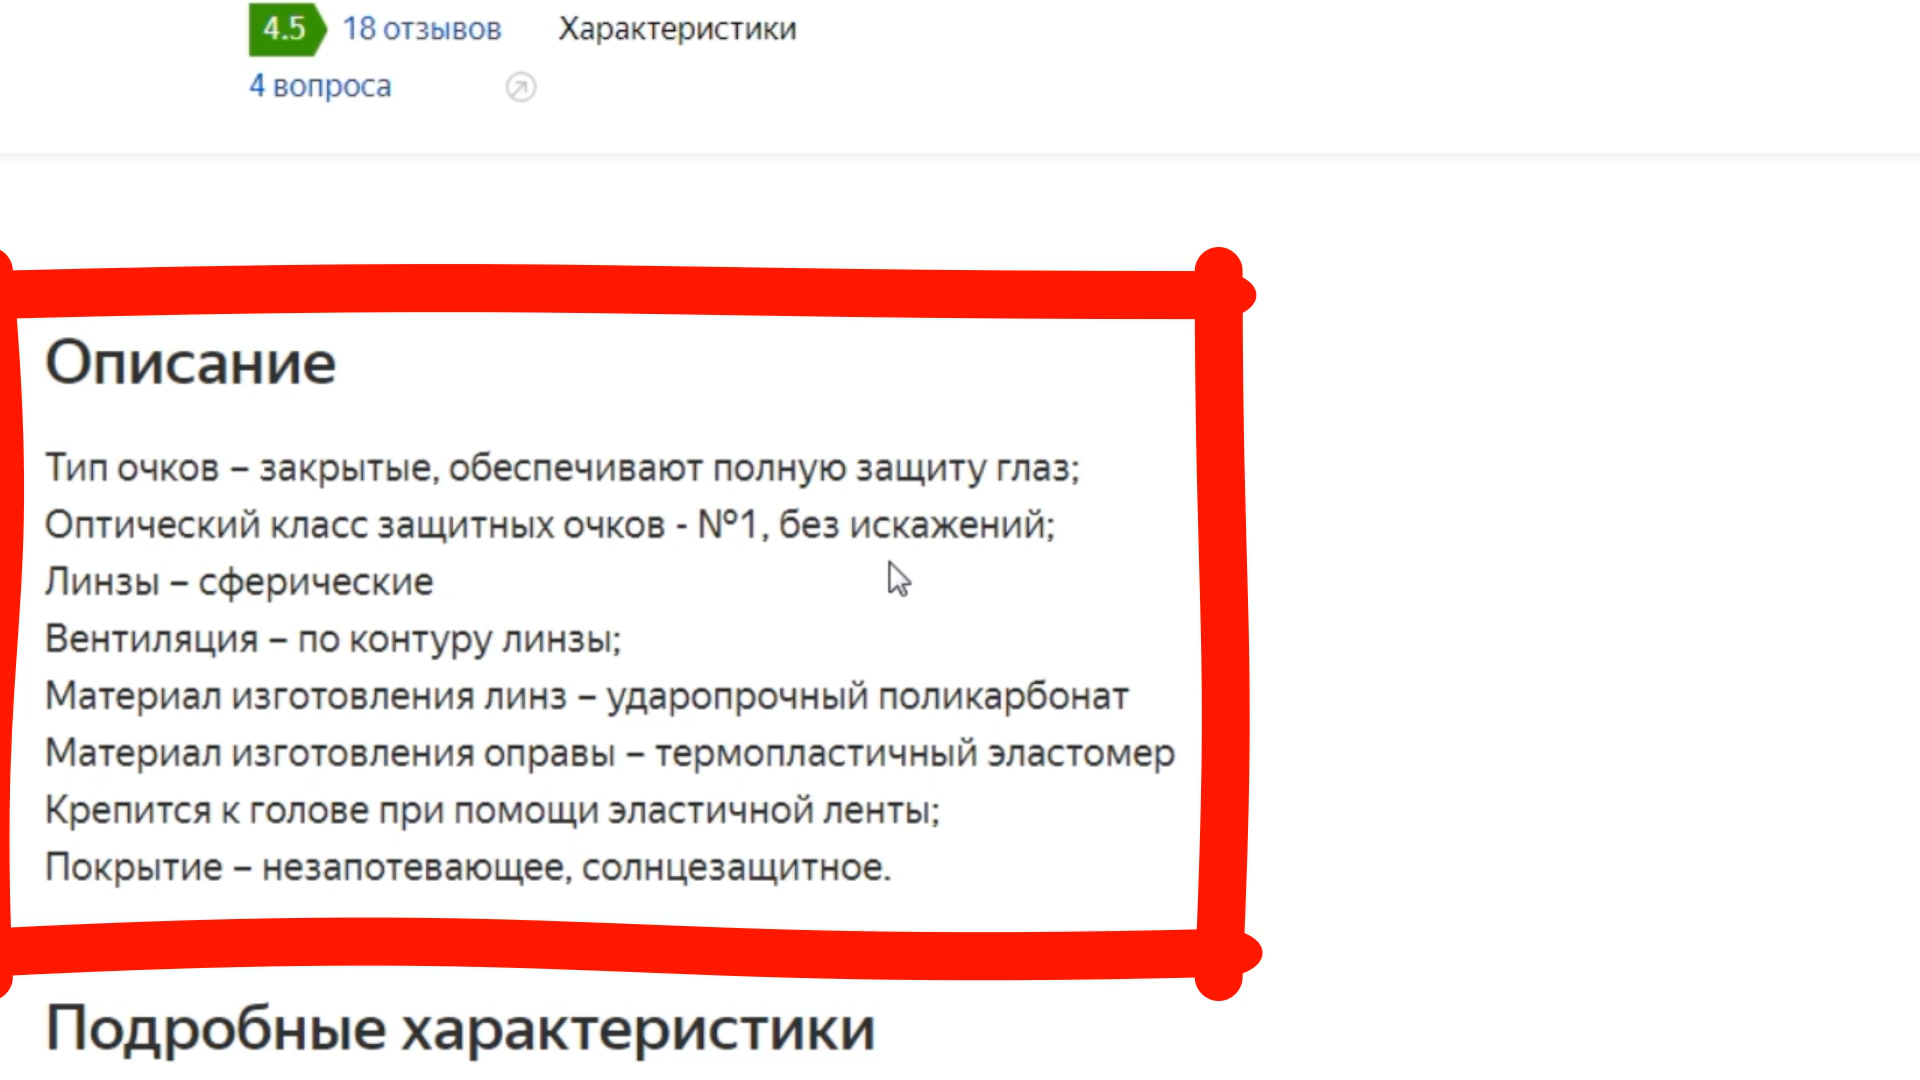 4.5 18 отзывов Характеристики
4 вопроса
Описание
Тип очков – закрытые, обеспечивают полную защиту глаз;
Оптический класс защитных очков - №1, без искажений;
Линзы – сферические
Вентиляция – по контуру линзы;
Материал изготовления линз – ударопрочный поликарбонат
Материал изготовления оправы – термопластичный эластомер
Крепится к голове при помощи эластичной ленты;
Покрытие – незапотевающее, солнцезащитное.
Подробные характеристики